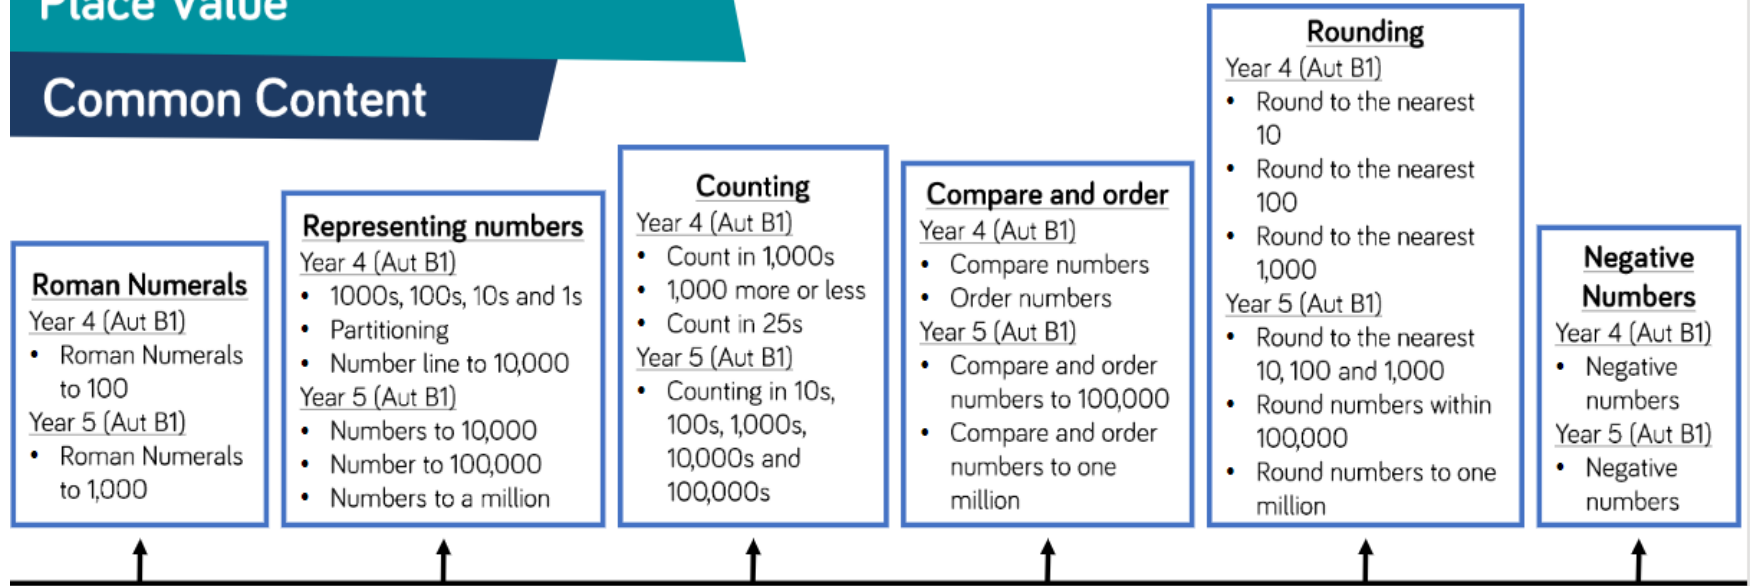 Place Value
Common Content
Roman Numerals
Year 4 (Aut B1)
• Roman Numerals
to 100
Year 5 (Aut B1)
• Roman Numerals
to 1,000
Representing numbers
Year 4 (Aut B1)
• 1000s, 100s, 10s and 1s
• Partitioning
• Number line to 10,000
Year 5 (Aut B1)
• Numbers to 10,000
• Number to 100,000
• Numbers to a million
Counting
Year 4 (Aut B1)
• Count in 1,000s
• 1,000 more or less
• Count in 25s
Year 5 (Aut B1)
• Counting in 10s,
100s, 1,000s,
10,000s and
100,000s
Compare and order
Year 4 (Aut B1)
• Compare numbers
• Order numbers
Year 5 (Aut B1)
• Compare and order
numbers to 100,000
• Compare and order
numbers to one
million
Rounding
Year 4 (Aut B1)
• Round to the nearest
10
• Round to the nearest
100
• Round to the nearest
1,000
Year 5 (Aut B1)
• Round to the nearest
10, 100 and 1,000
• Round numbers within
100,000
• Round numbers to one
million
Negative
Numbers
Year 4 (Aut B1)
• Negative
numbers
Year 5 (Aut B1)
• Negative
numbers